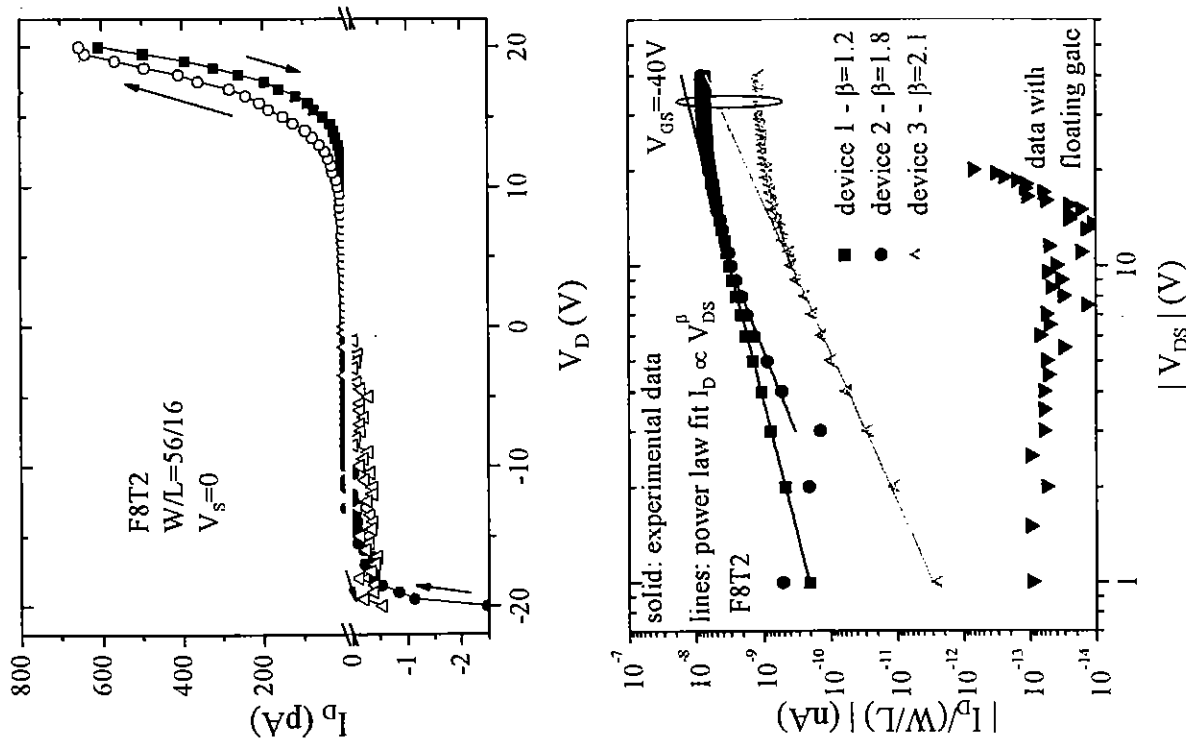 800
600
400
200
0
-1
-2
I_D (pA)
F8T2
W/L=56/16
V_S=0
-20
-10
0
10
20
V_D (V)
10⁻⁷
10⁻⁸
10⁻⁹
10⁻¹⁰
10⁻¹¹
10⁻¹²
10⁻¹³
10⁻¹⁴
| I_D/(W/L) | (nA)
solid: experimental data
lines: power law fit I_D ∝ V_DS^β
F8T2
V_GS=-40V
device 1 - β=1.2
device 2 - β=1.8
device 3 - β=2.1
data with
floating gate
1
10
| V_DS | (V)